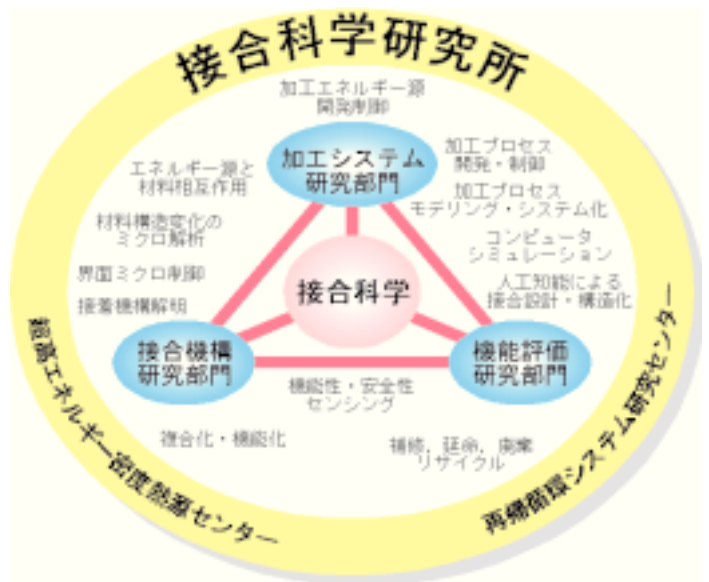 接合科学研究所
加工エネルギー源
開発制御
加工システム
研究部門
加工プロセス
開発・制御
エネルギー源と
材料相互作用
加工プロセス
モデリング・システム化
材料構造変化の
ミクロ解析
コンピュータ
シミュレーション
界面ミクロ制御
接合科学
人工知能による
接合設計・構造化
接着機構解明
接合機構
研究部門
機能評価
研究部門
機能性・安全性
センシング
複合化・機能化
補修，延命，廃棄
リサイクル
超高エネルギー密度熱源センター
再帰循環システム研究センター